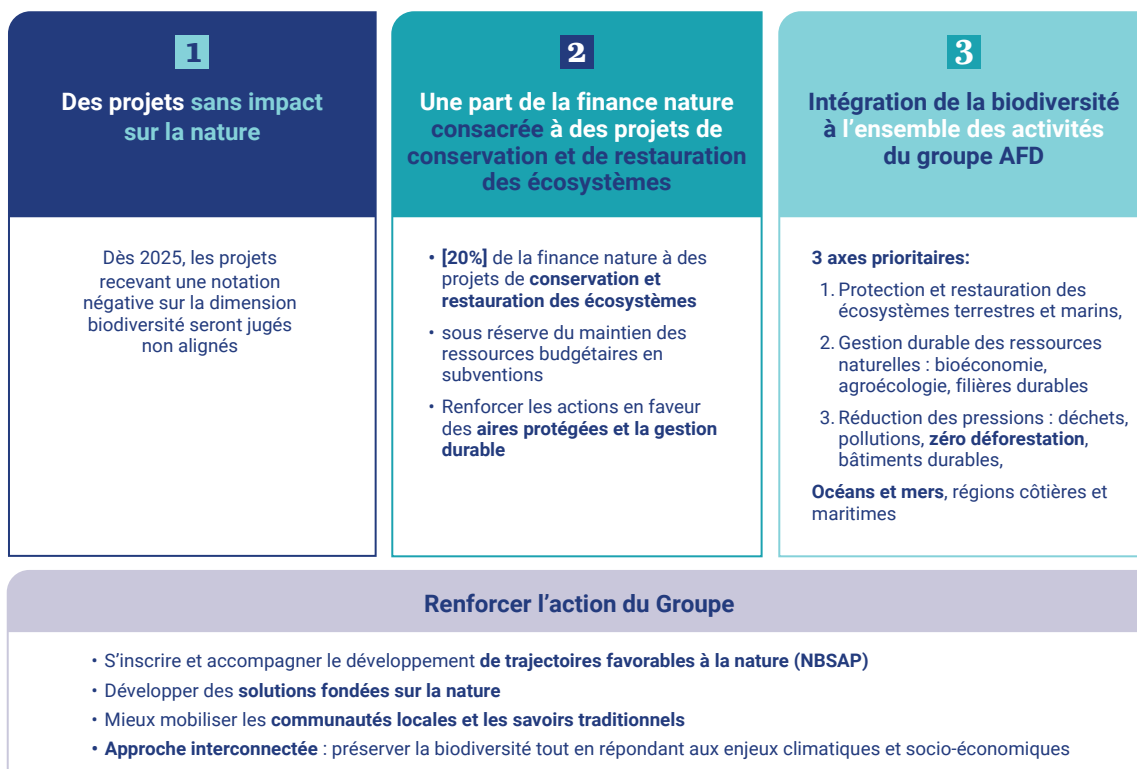 1
Des projets sans impact
sur la nature
Dès 2025, les projets
recevant une notation
négative sur la dimension
biodiversité seront jugés
non alignés
2
Une part de la finance nature
consacrée à des projets de
conservation et de restauration
des écosystèmes
• [20%] de la finance nature à des
projets de conservation et
restauration des écosystèmes
• sous réserve du maintien des
ressources budgétaires en
subventions
• Renforcer les actions en faveur
des aires protégées et la gestion
durable
3
Intégration de la biodiversité
à l’ensemble des activités
du groupe AFD
3 axes prioritaires:
1. Protection et restauration des
écosystèmes terrestres et marins,
2. Gestion durable des ressources
naturelles : bioéconomie,
agroécologie, filières durables
3. Réduction des pressions : déchets,
pollutions, zéro déforestation,
bâtiments durables,
Océans et mers, régions côtières et
maritimes
Renforcer l’action du Groupe
• S’inscrire et accompagner le développement de trajectoires favorables à la nature (NBSAP)
• Développer des solutions fondées sur la nature
• Mieux mobiliser les communautés locales et les savoirs traditionnels
• Approche interconnectée : préserver la biodiversité tout en répondant aux enjeux climatiques et socio-économiques